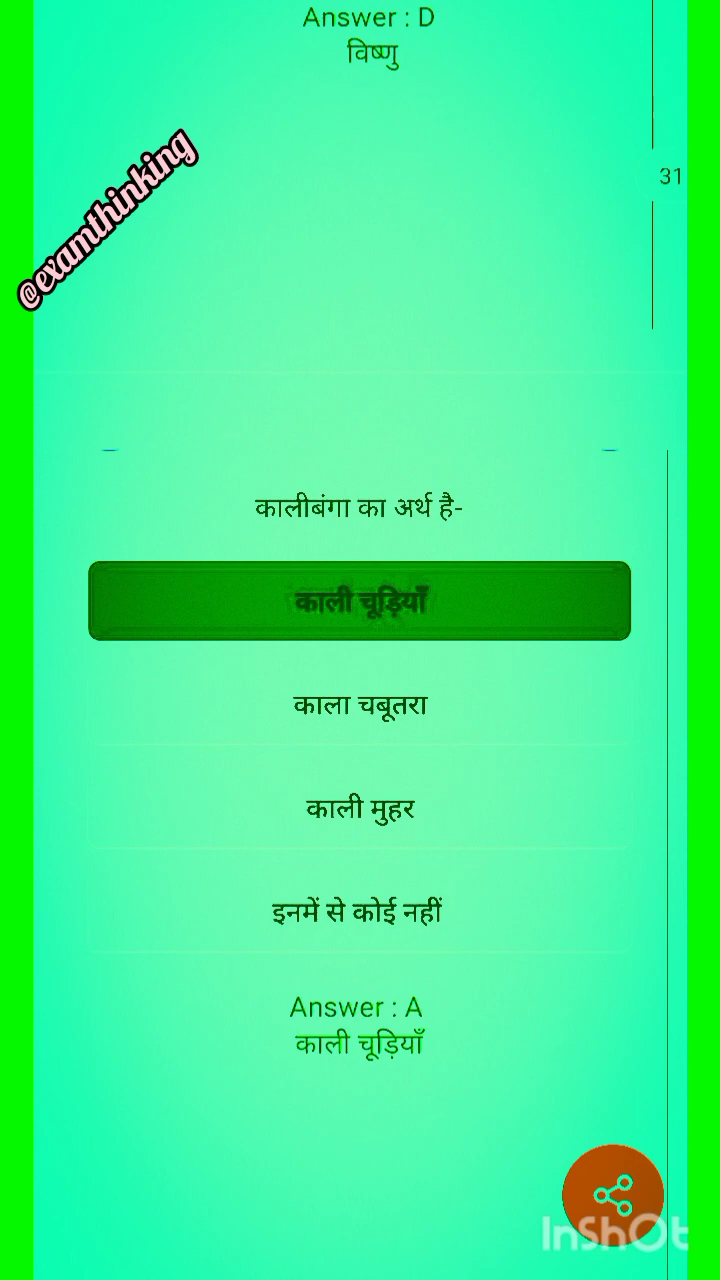 Answer : D
विष्णु
@examthinking
31
कालीबंगा का अर्थ है-
काली चूड़ियाँ
काला चबूतरा
काली मुहर
इनमें से कोई नहीं
Answer : A
काली चूड़ियाँ
InShOt